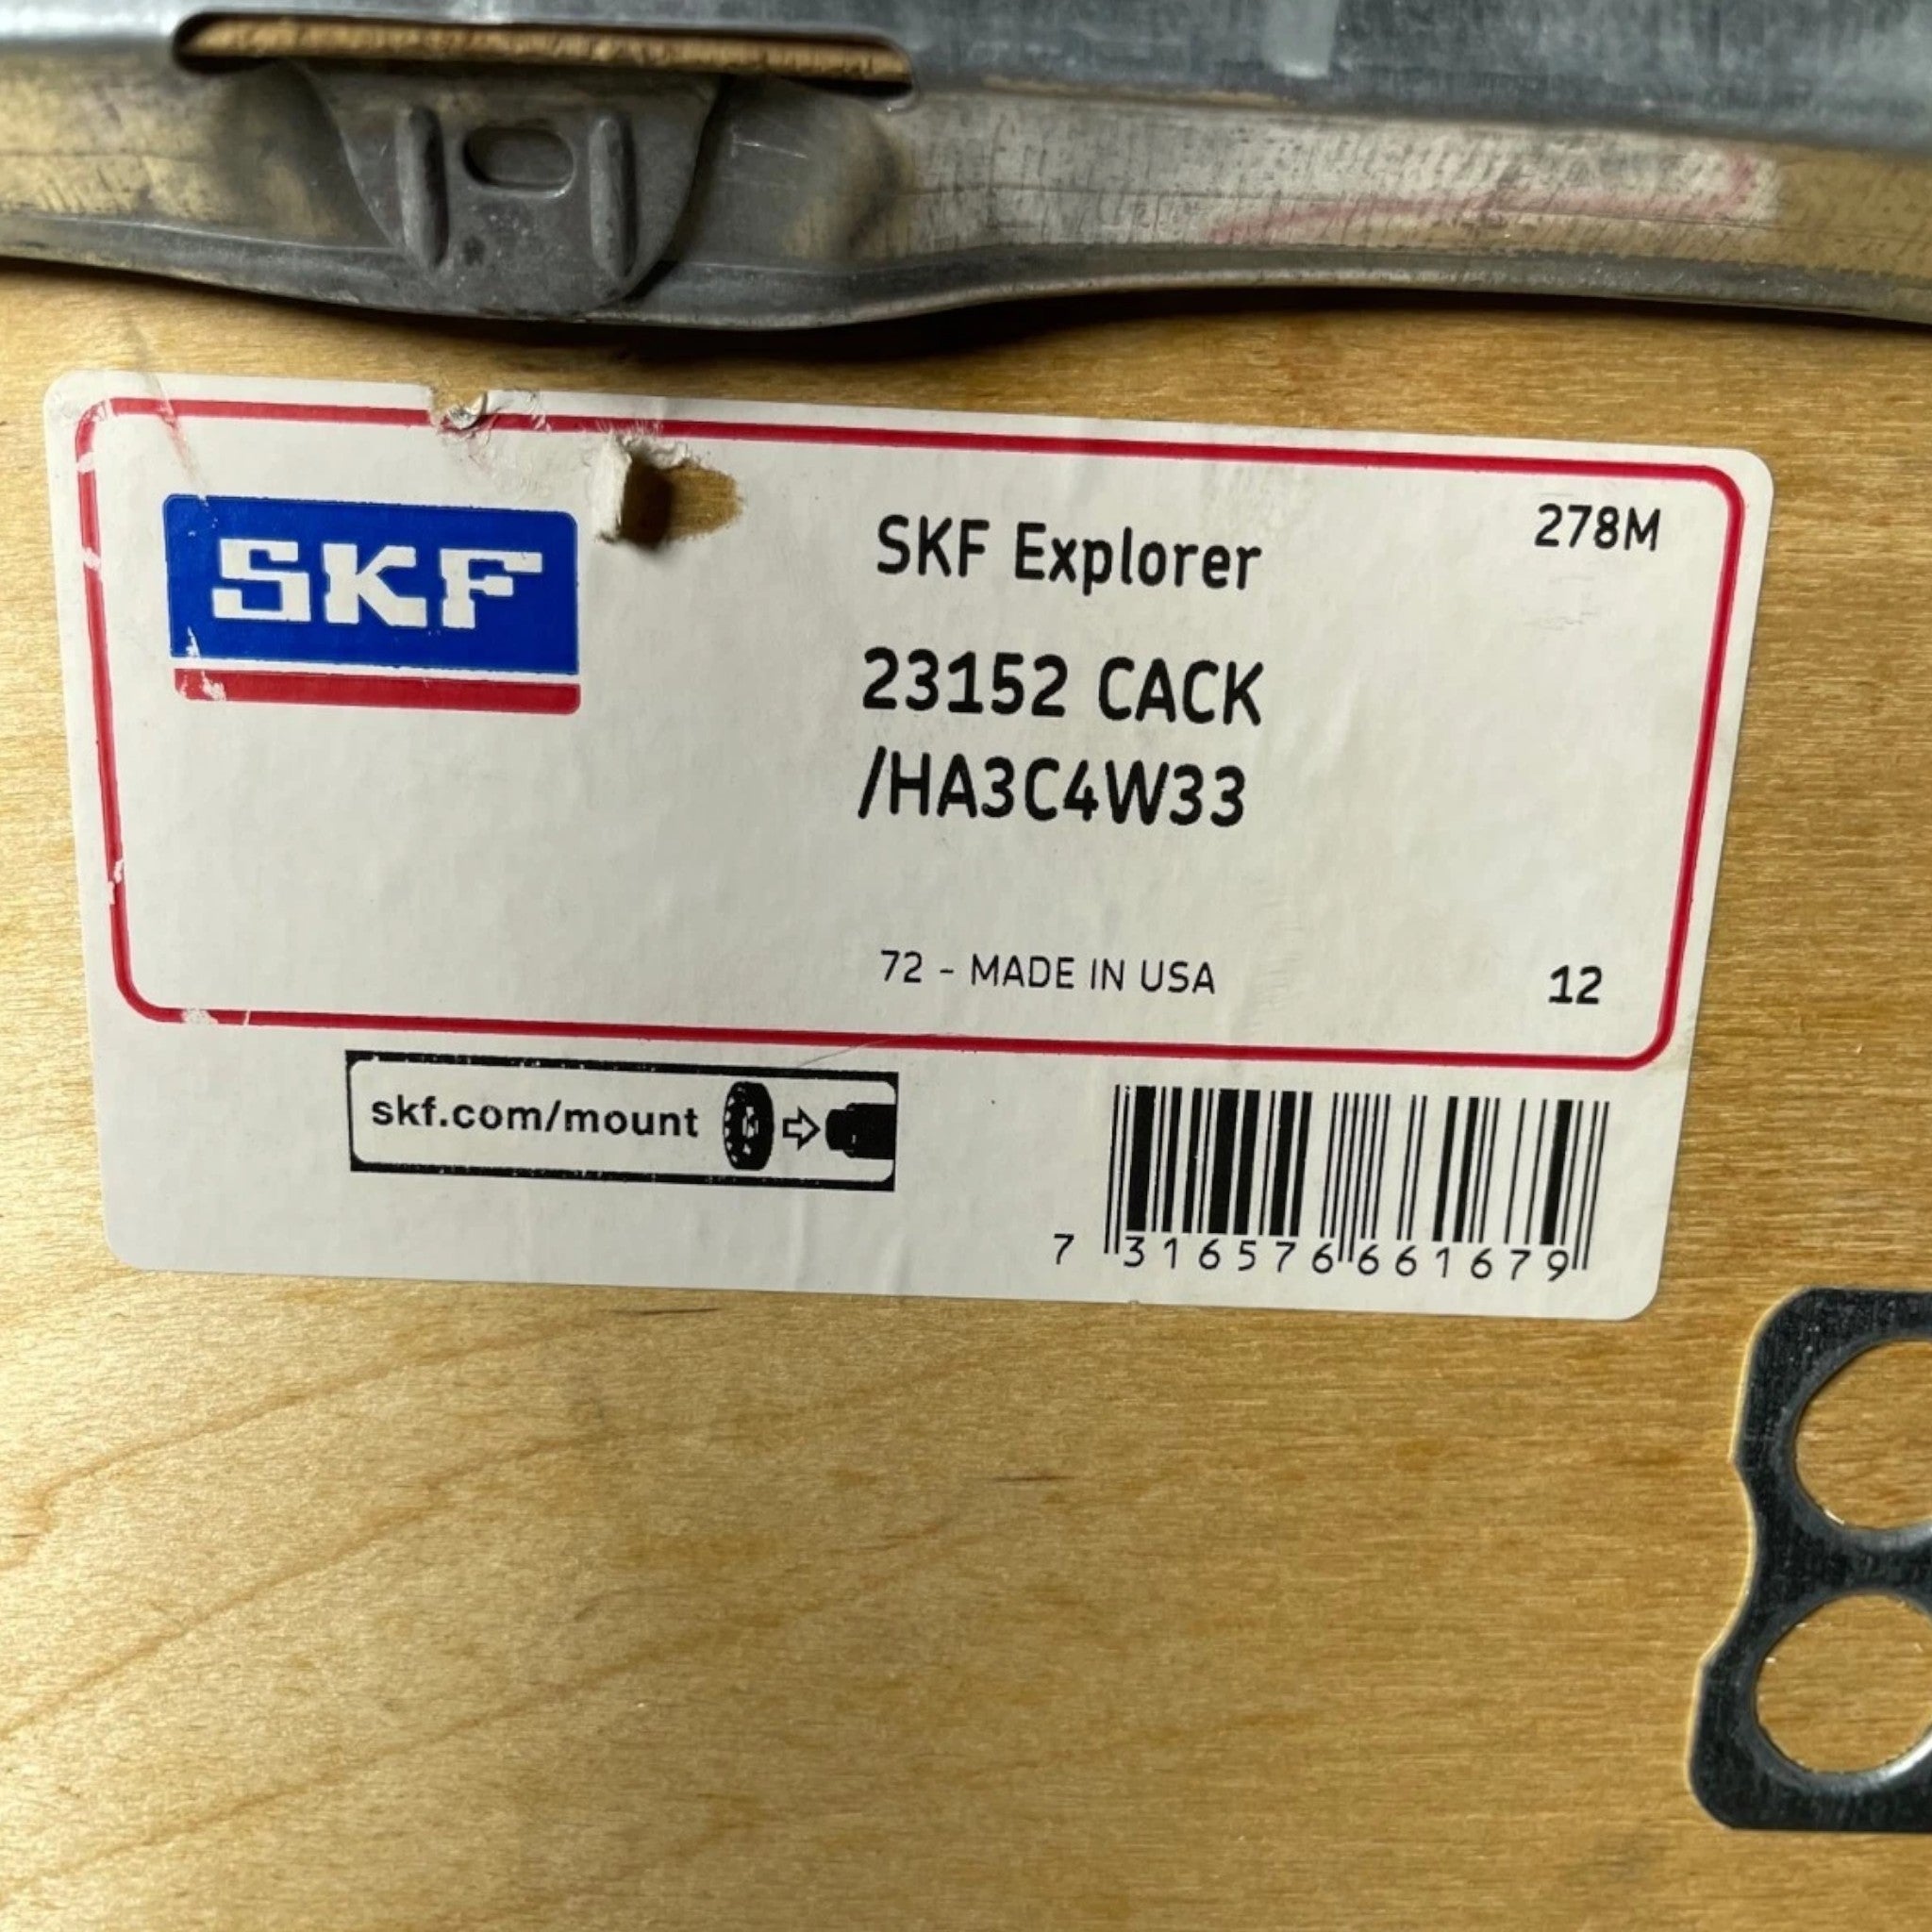 SKF
SKF Explorer
278M
23152 CACK
/HA3C4W33
72 - MADE IN USA
12
skf.com/mount
7 316576 661679